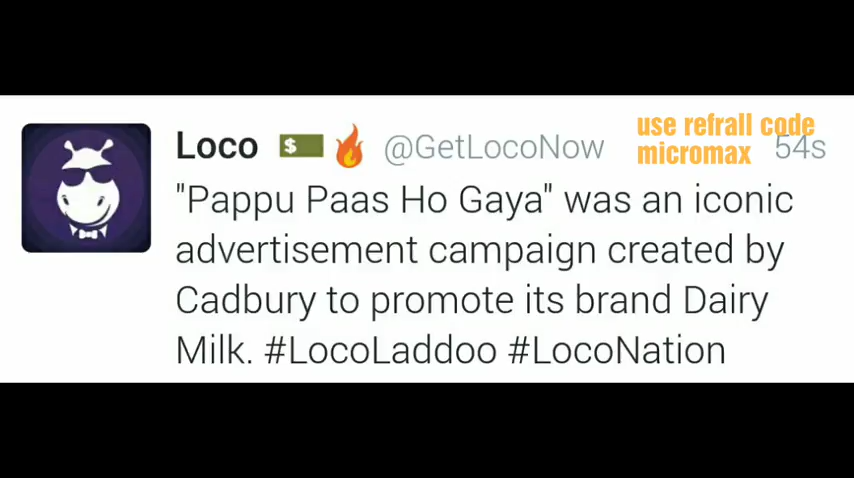 Loco 💵🔥 @GetLocoNow 54s
use refrall code
micromax
"Pappu Paas Ho Gaya" was an iconic
advertisement campaign created by
Cadbury to promote its brand Dairy
Milk. #LocoLaddoo #LocoNation